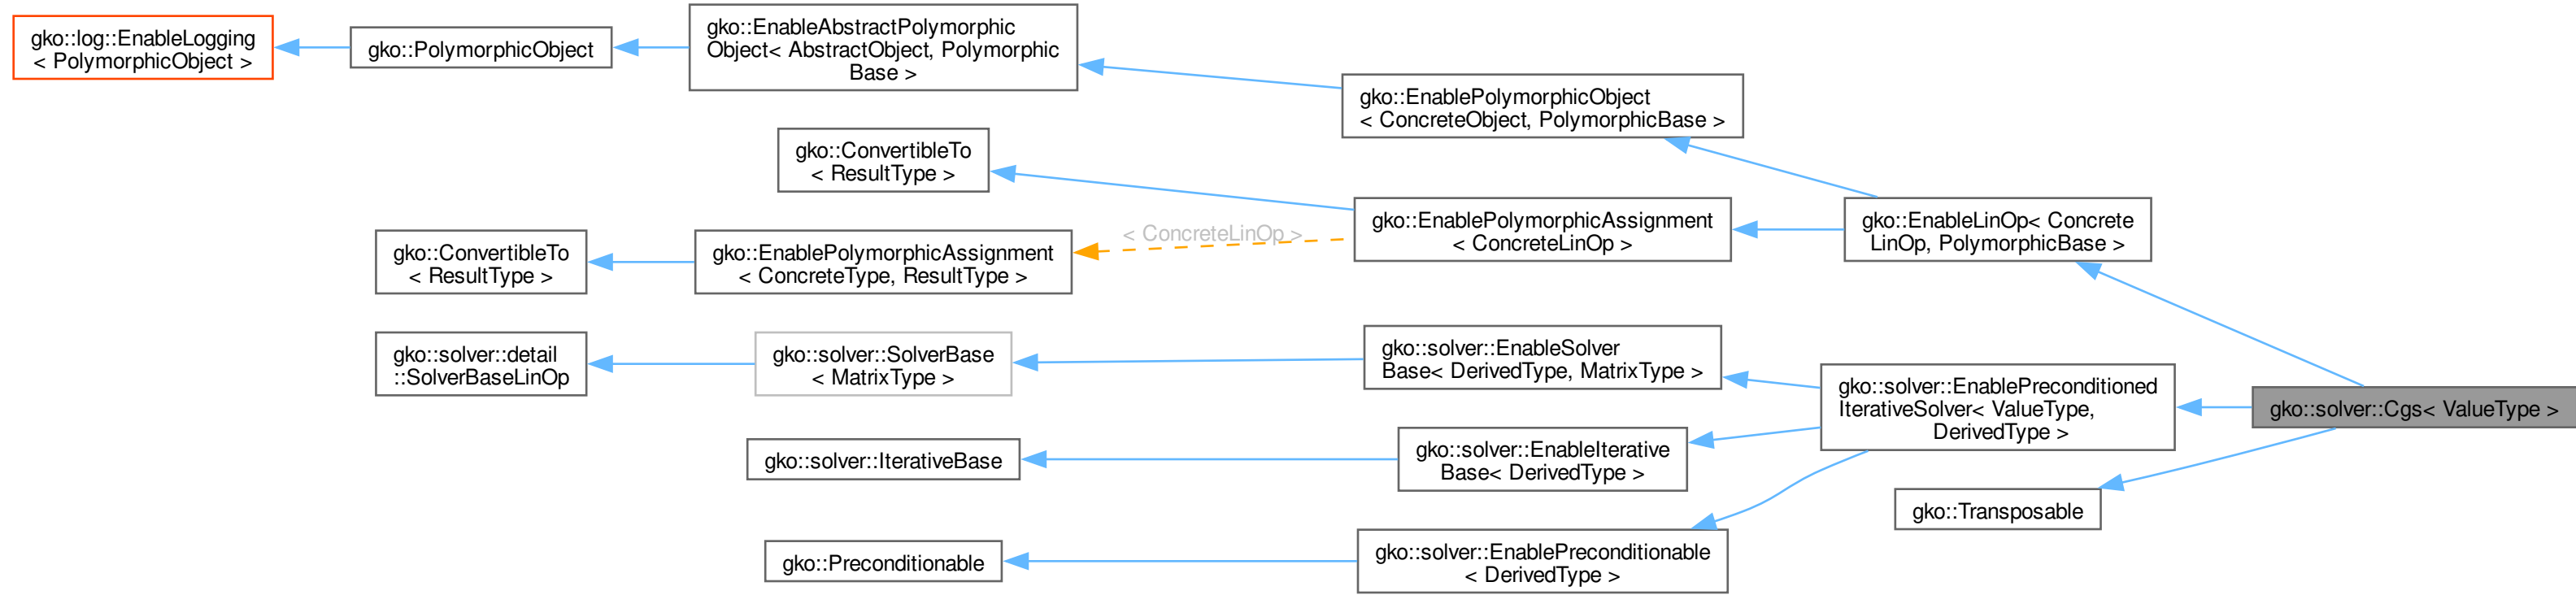 gko::log::EnableLogging
< PolymorphicObject >
gko::PolymorphicObject
gko::EnableAbstractPolymorphic
Object< AbstractObject, Polymorphic
Base >
gko::EnablePolymorphicObject
< ConcreteObject, PolymorphicBase >
gko::ConvertibleTo
< ResultType >
gko::EnablePolymorphicAssignment
< ConcreteLinOp >
gko::EnableLinOp< Concrete
LinOp, PolymorphicBase >
< ConcreteLinOp >
gko::ConvertibleTo
< ResultType >
gko::EnablePolymorphicAssignment
< ConcreteType, ResultType >
gko::solver::detail
::SolverBaseLinOp
gko::solver::SolverBase
< MatrixType >
gko::solver::EnableSolver
Base< DerivedType, MatrixType >
gko::solver::EnablePreconditioned
IterativeSolver< ValueType,
DerivedType >
gko::solver::Cgs< ValueType >
gko::solver::IterativeBase
gko::solver::EnableIterative
Base< DerivedType >
gko::Transposable
gko::Preconditionable
gko::solver::EnablePreconditionable
< DerivedType >